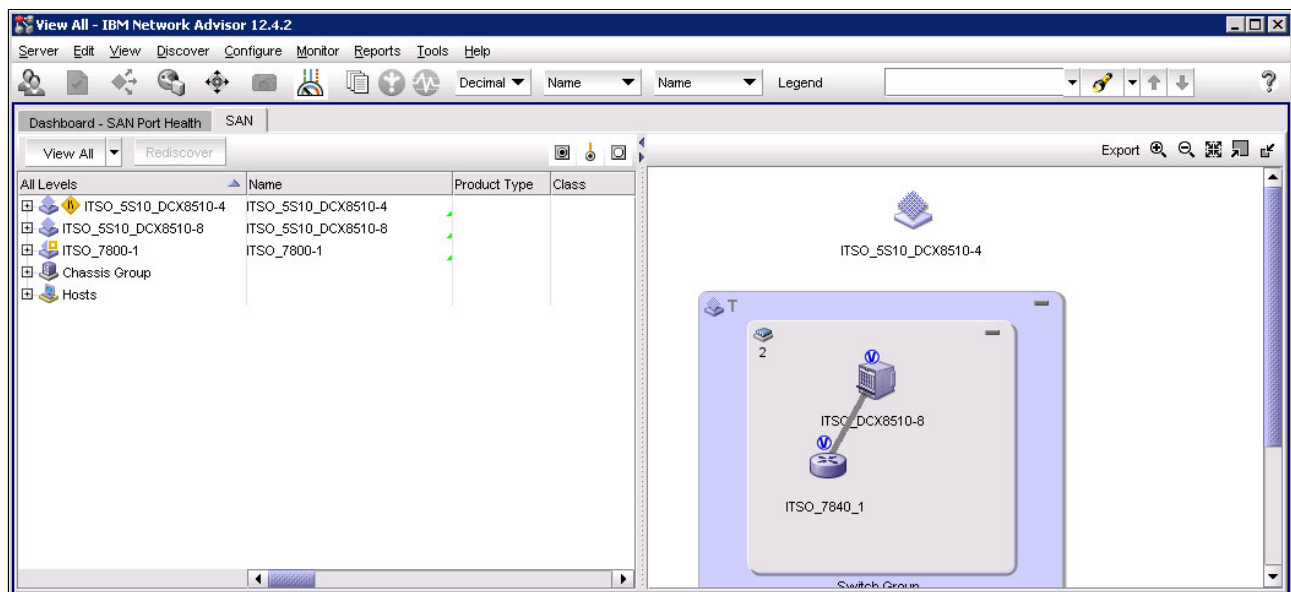 View All - IBM Network Advisor 12.4.2
Server Edit View Discover Configure Monitor Reports Tools Help
Decimal Name Name Legend
Dashboard - SAN Port Health SAN
View All Rediscover
Export
All Levels Name Product Type Class
ITSO_5S10_DCX8510-4 ITSO_5S10_DCX8510-4
ITSO_5S10_DCX8510-8 ITSO_5S10_DCX8510-8
ITSO_7800-1 ITSO_7800-1
Chassis Group
Hosts
ITSO_5S10_DCX8510-4
T
2
V
ITSO_DCX8510-8
V
ITSO_7840_1
Switch Group